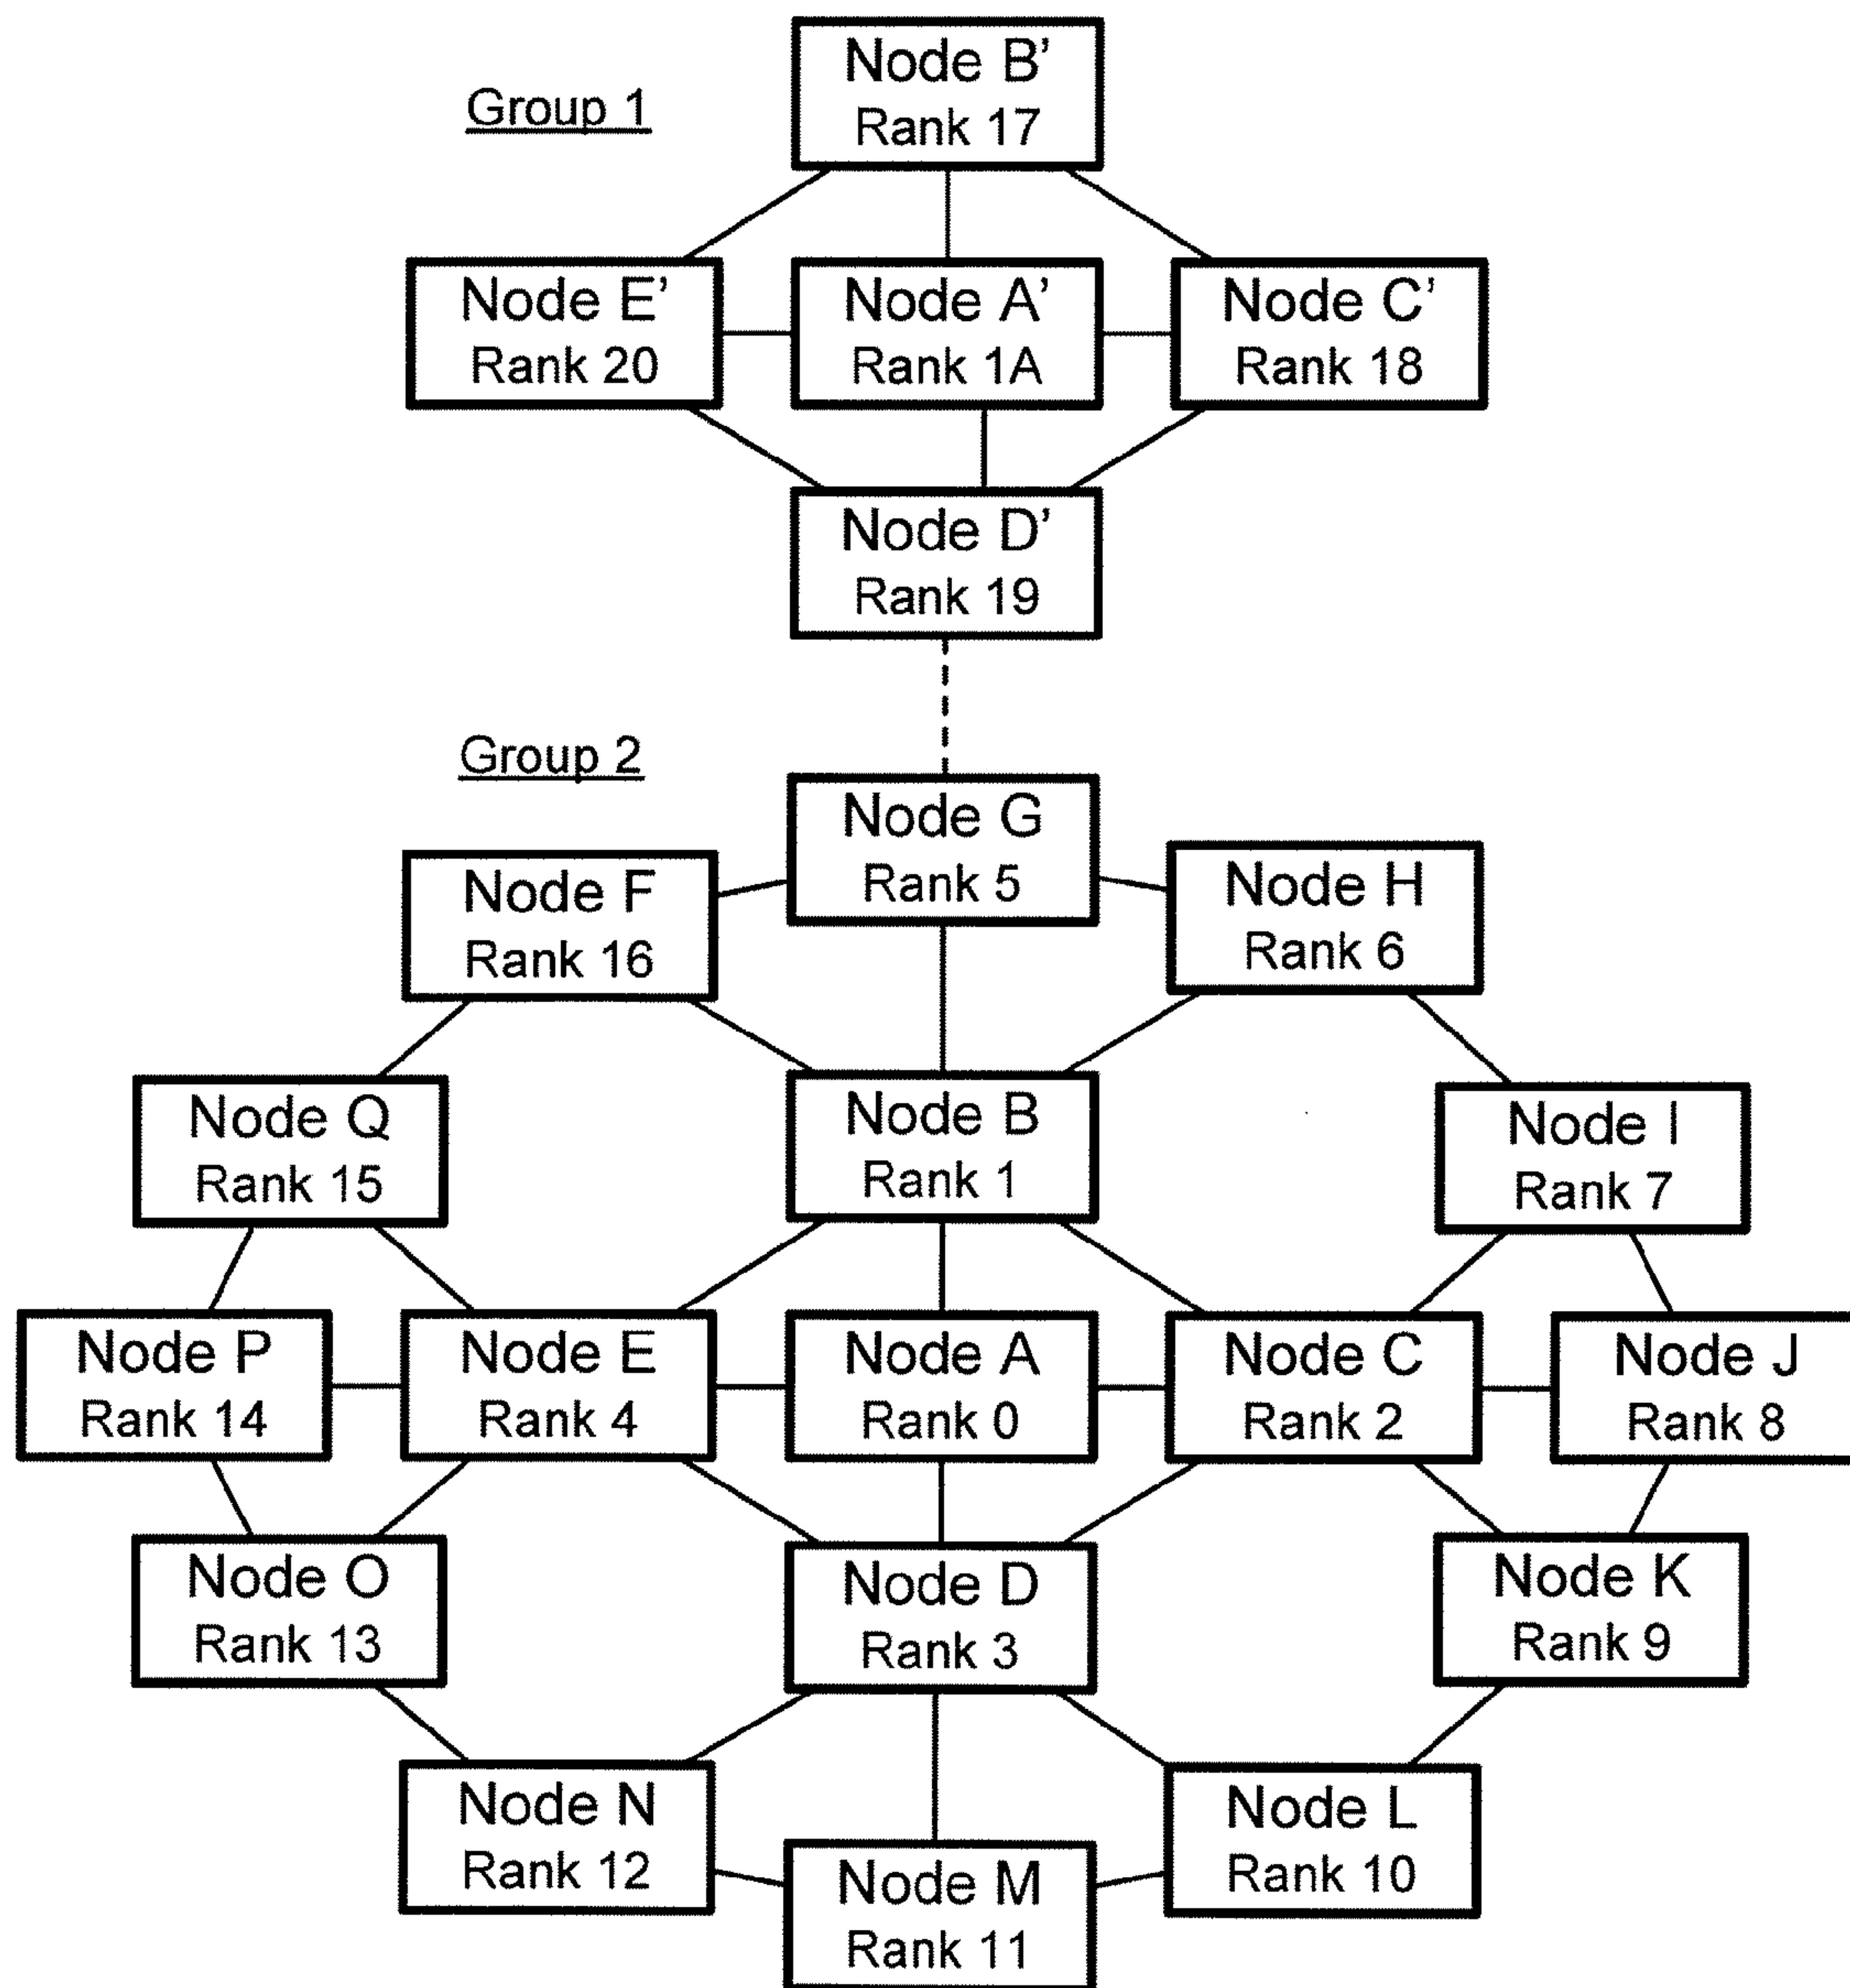 Node B’
Rank 17
Group 1
Node E’
Rank 20
Node A’
Rank 1A
Node C’
Rank 18
Node D’
Rank 19
Group 2
Node G
Rank 5
Node F
Rank 16
Node H
Rank 6
Node Q
Rank 15
Node B
Rank 1
Node I
Rank 7
Node P
Rank 14
Node E
Rank 4
Node A
Rank 0
Node C
Rank 2
Node J
Rank 8
Node O
Rank 13
Node D
Rank 3
Node K
Rank 9
Node N
Rank 12
Node M
Rank 11
Node L
Rank 10